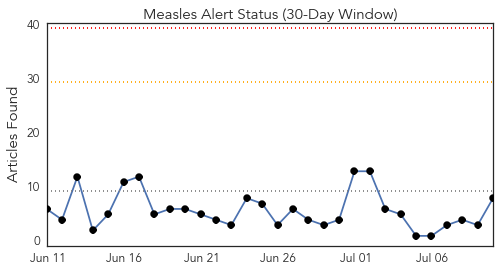 Measles Alert Status (30-Day Window)
Articles Found
40
30
20
10
0
Jun 11 Jun 16 Jun 21 Jun 26 Jul 01 Jul 06